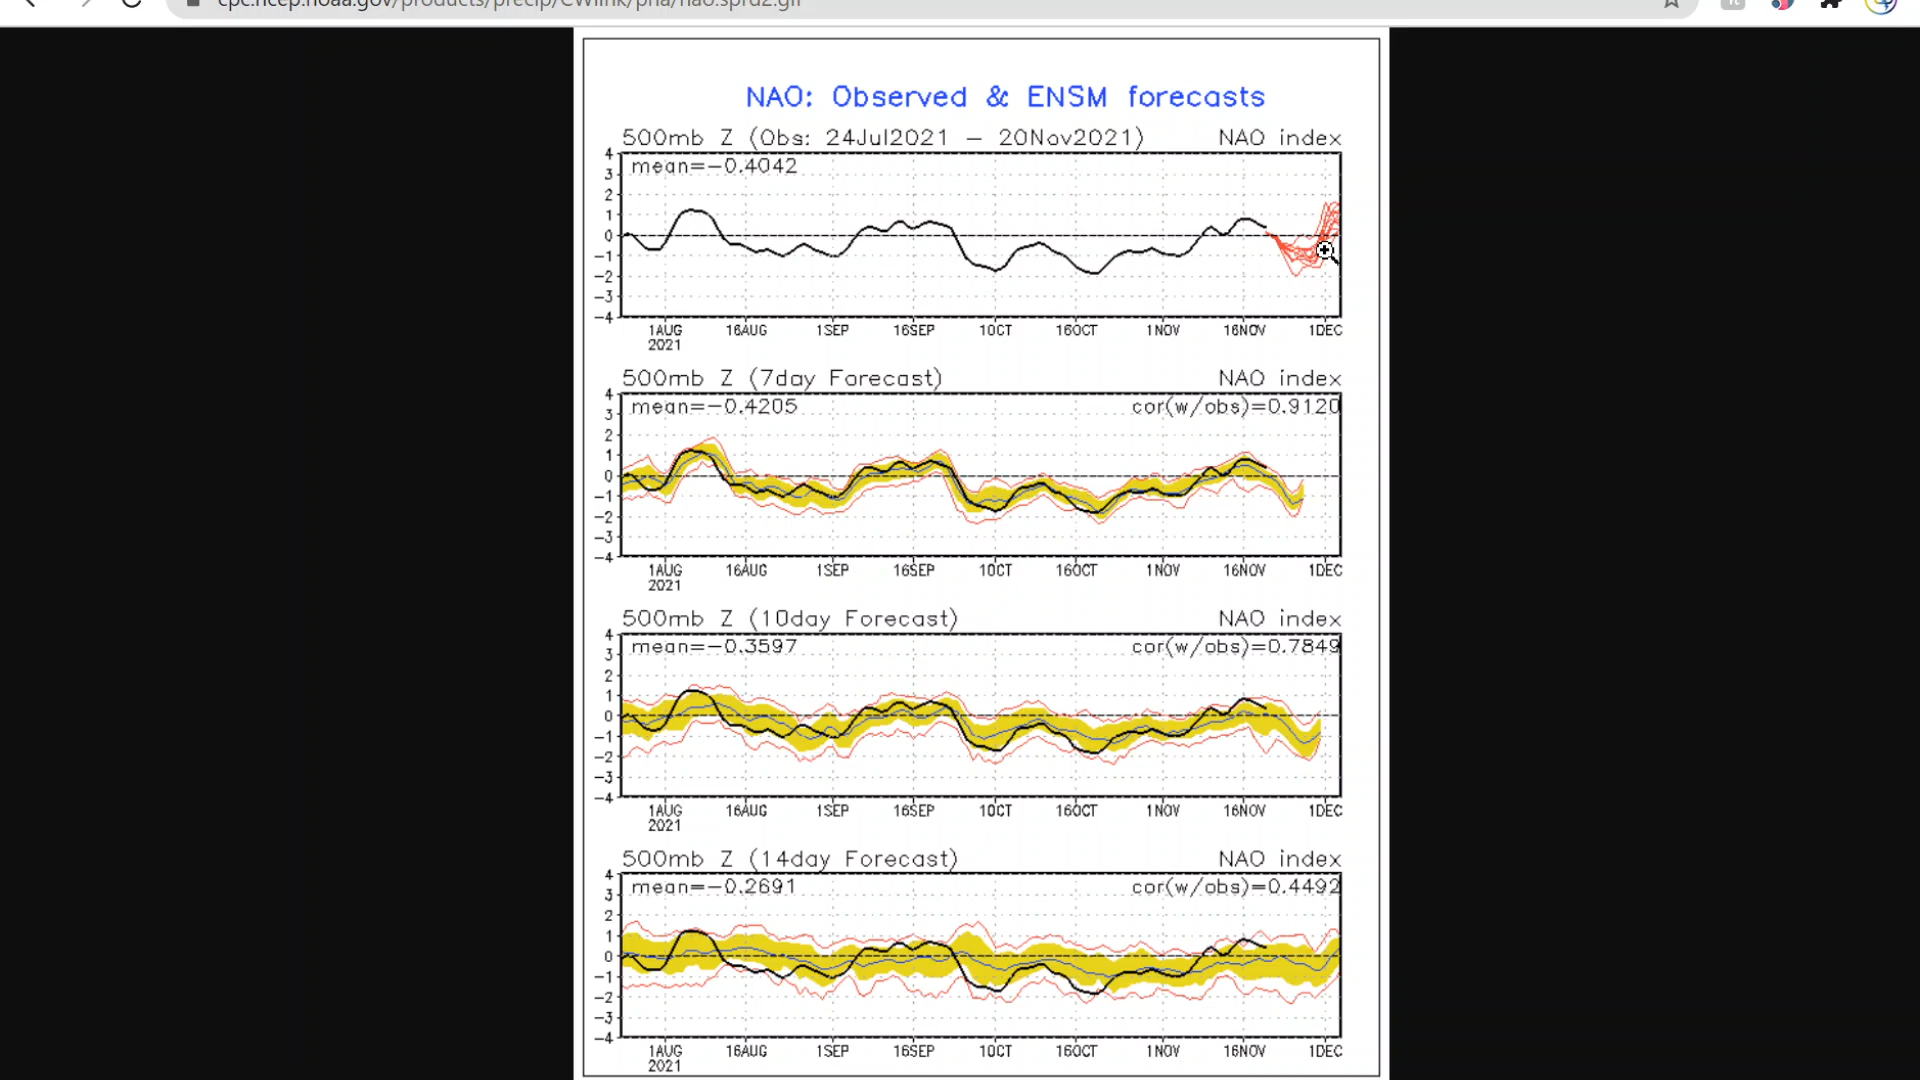 cpc.ncep.noaa.gov/products/precip/CWlink/pna/nao.sprd2.gif
NAO: Observed & ENSM forecasts
500mb Z (Obs: 24Jul2021 – 20Nov2021) NAO index
mean=-0.4042
4
3
2
1
0
-1
-2
-3
-4
1AUG 16AUG 1SEP 16SEP 1OCT 16OCT 1NOV 16NOV 1DEC
2021
500mb Z (7day Forecast) NAO index
mean=-0.4205 cor(w/obs)=0.9120
4
3
2
1
0
-1
-2
-3
-4
1AUG 16AUG 1SEP 16SEP 1OCT 16OCT 1NOV 16NOV 1DEC
2021
500mb Z (10day Forecast) NAO index
mean=-0.3597 cor(w/obs)=0.7849
4
3
2
1
0
-1
-2
-3
-4
1AUG 16AUG 1SEP 16SEP 1OCT 16OCT 1NOV 16NOV 1DEC
2021
500mb Z (14day Forecast) NAO index
mean=-0.2691 cor(w/obs)=0.4492
4
3
2
1
0
-1
-2
-3
-4
1AUG 16AUG 1SEP 16SEP 1OCT 16OCT 1NOV 16NOV 1DEC
2021